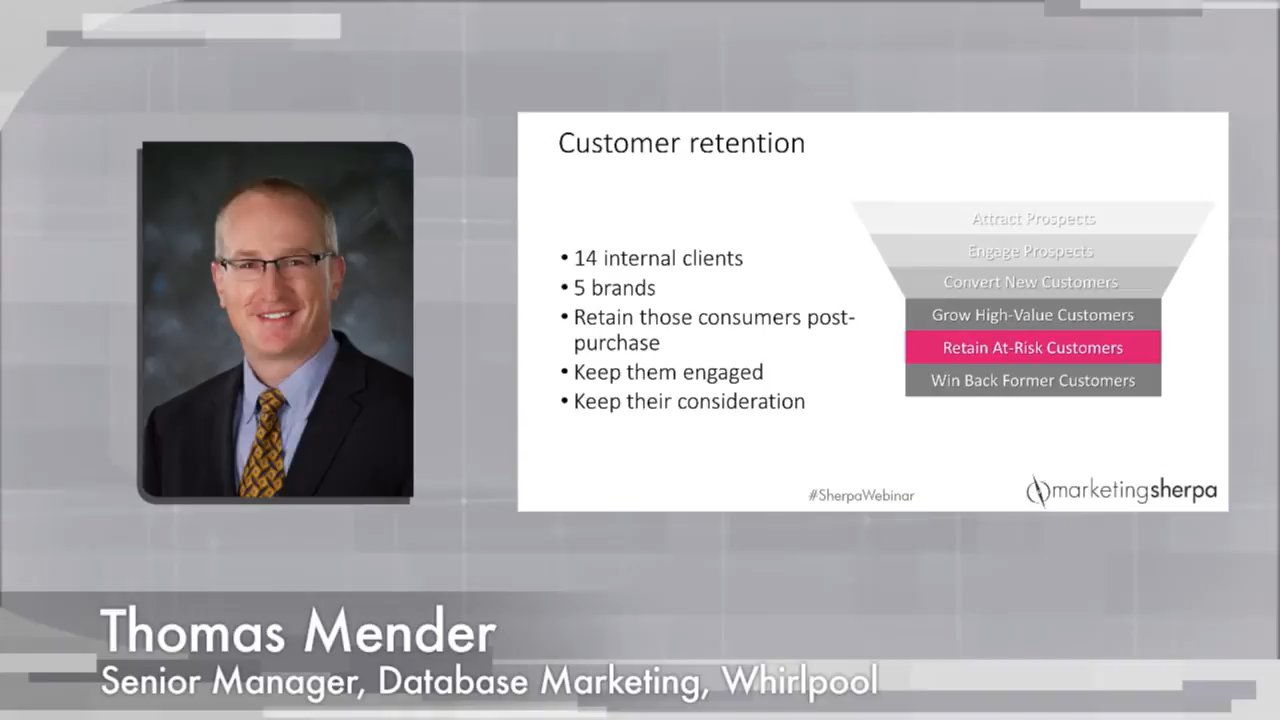 Customer retention
• 14 internal clients
• 5 brands
• Retain those consumers post-
purchase
• Keep them engaged
• Keep their consideration
Attract Prospects
Engage Prospects
Convert New Customers
Grow High-Value Customers
Retain At-Risk Customers
Win Back Former Customers
#SherpaWebinar
marketingsherpa
Thomas Mender
Senior Manager, Database Marketing, Whirlpool